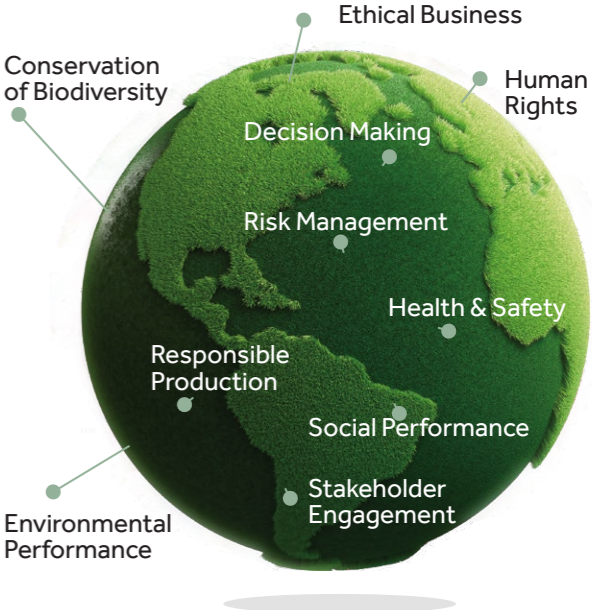 Ethical Business
Conservation
of Biodiversity
Human
Rights
Decision Making
Risk Management
Health & Safety
Responsible
Production
Social Performance
Stakeholder
Engagement
Environmental
Performance